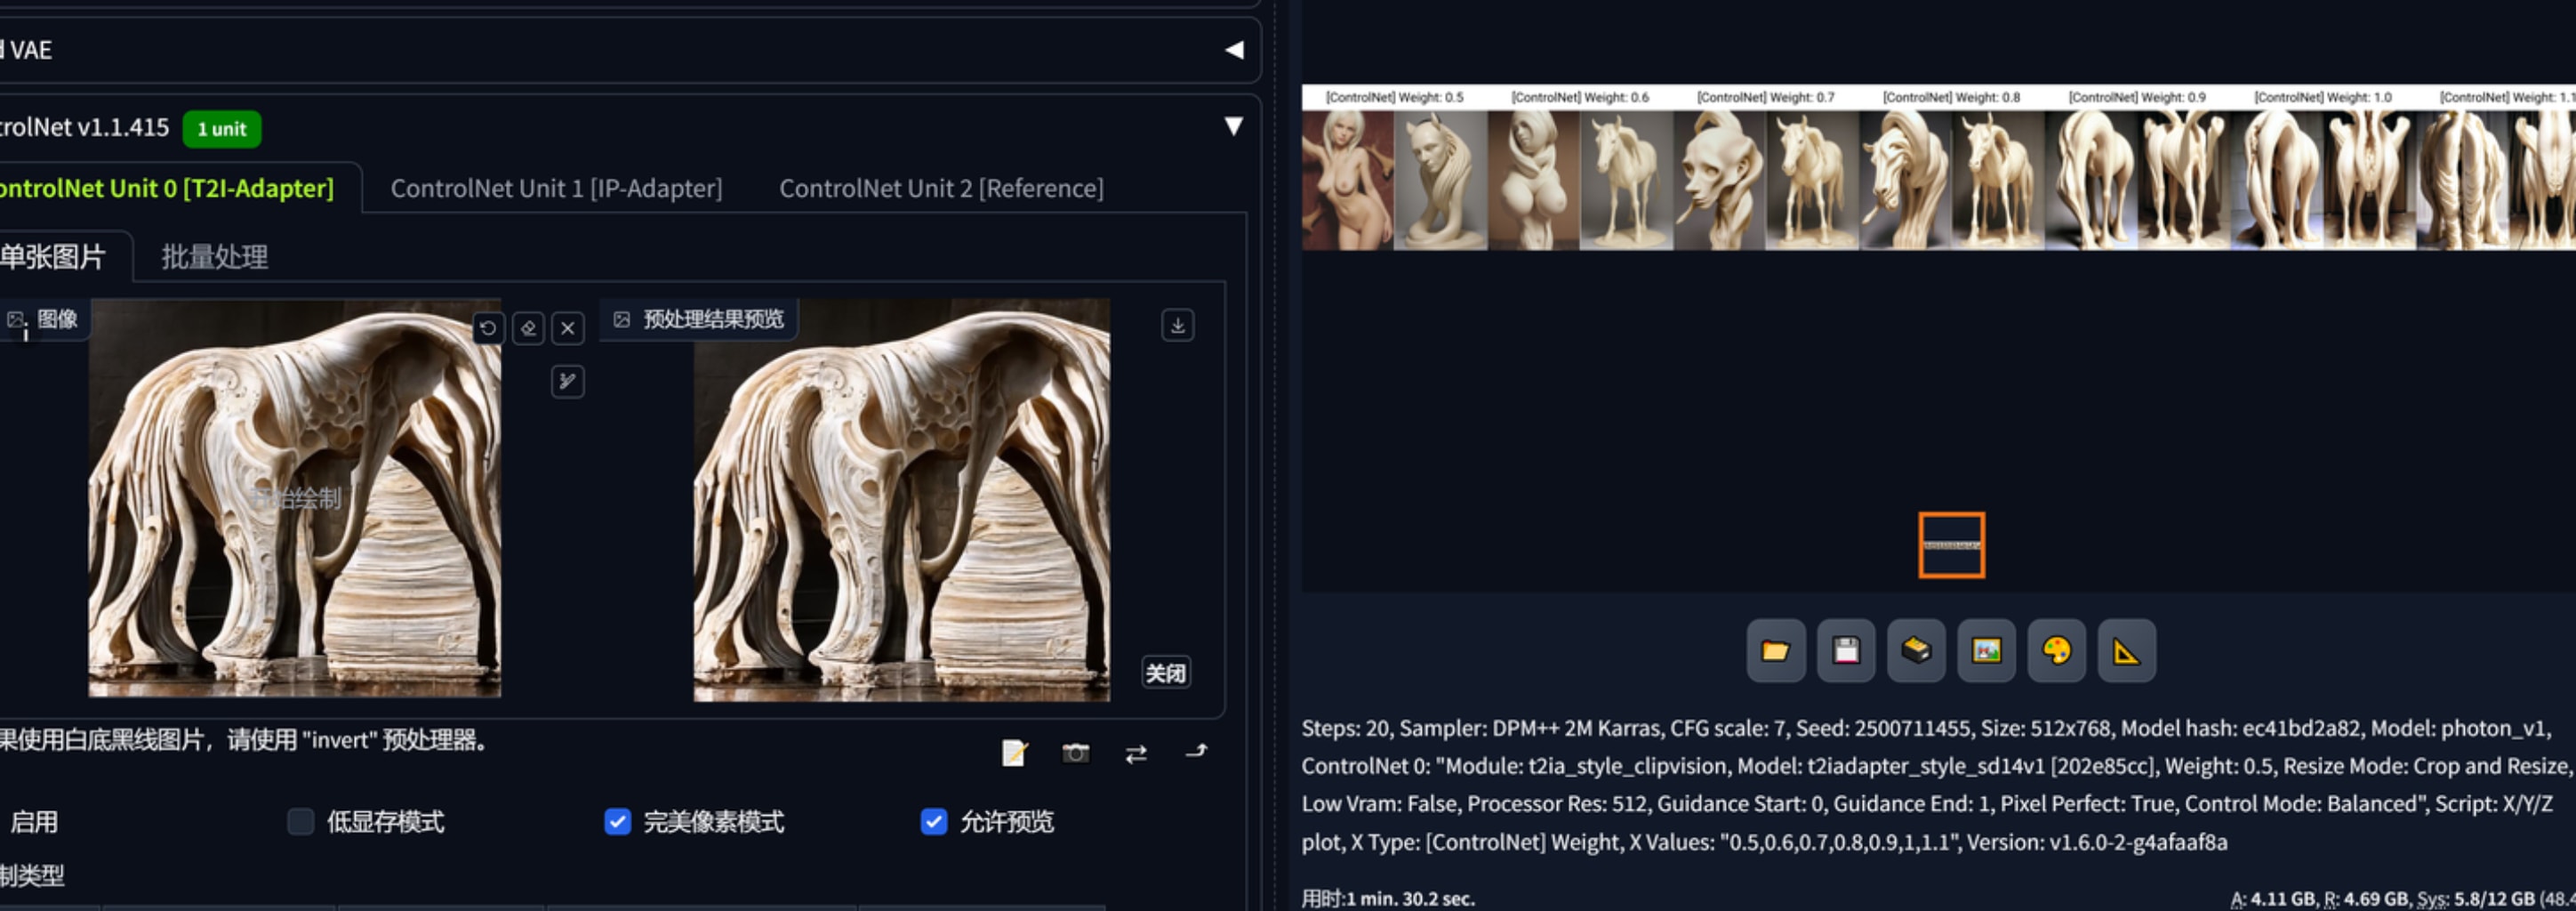 VAE
trolNet v1.1.415
1 unit
ontrolNet Unit 0 [T2I-Adapter]
ControlNet Unit 1 [IP-Adapter]
ControlNet Unit 2 [Reference]
单张图片
批量处理
图像
开始绘制
预处理结果预览
关闭
果使用白底黑线图片，请使用 "invert" 预处理器。
启用
低显存模式
完美像素模式
允许预览
制类型
[ControlNet] Weight: 0.5
[ControlNet] Weight: 0.6
[ControlNet] Weight: 0.7
[ControlNet] Weight: 0.8
[ControlNet] Weight: 0.9
[ControlNet] Weight: 1.0
[ControlNet] Weight: 1.1
Steps: 20, Sampler: DPM++ 2M Karras, CFG scale: 7, Seed: 2500711455, Size: 512x768, Model hash: ec41bd2a82, Model: photon_v1,
ControlNet 0: "Module: t2ia_style_clipvision, Model: t2iadapter_style_sd14v1 [202e85cc], Weight: 0.5, Resize Mode: Crop and Resize,
Low Vram: False, Processor Res: 512, Guidance Start: 0, Guidance End: 1, Pixel Perfect: True, Control Mode: Balanced", Script: X/Y/Z
plot, X Type: [ControlNet] Weight, X Values: "0.5,0.6,0.7,0.8,0.9,1,1.1", Version: v1.6.0-2-g4afaaf8a
用时:1 min. 30.2 sec.
A: 4.11 GB, R: 4.69 GB, Sys: 5.8/12 GB (48.